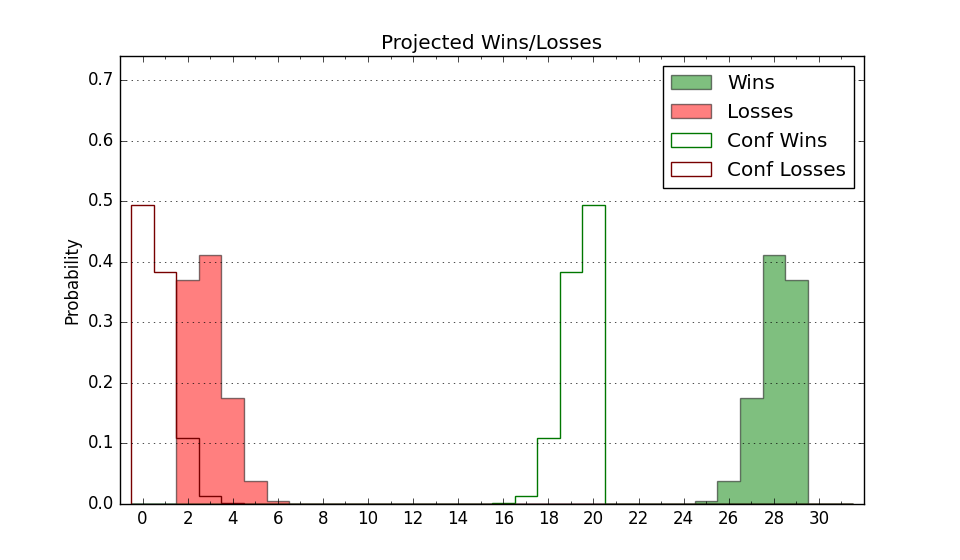 Projected Wins/Losses
Wins
Losses
Conf Wins
Conf Losses
Probability
0.7
0.6
0.5
0.4
0.3
0.2
0.1
0.0
0 2 4 6 8 10 12 14 16 18 20 22 24 26 28 30